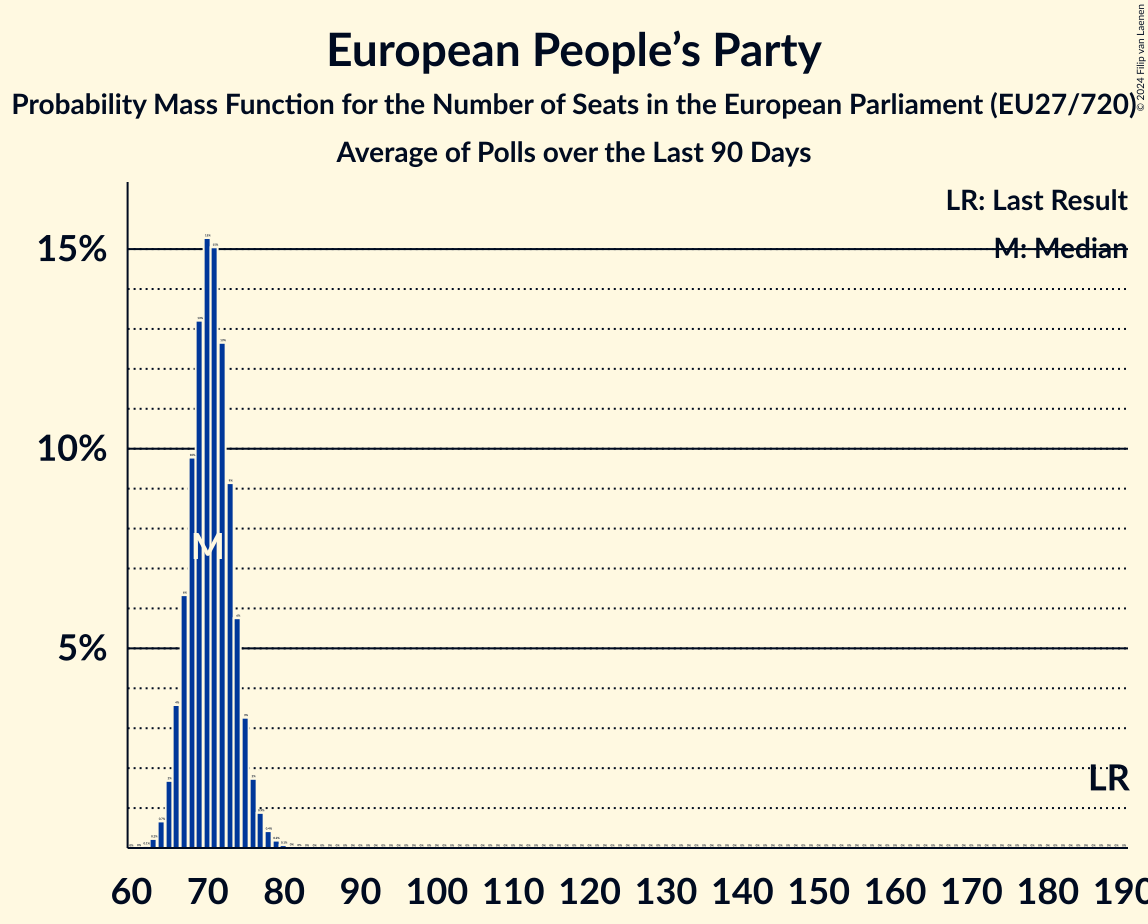 European People’s Party
Probability Mass Function for the Number of Seats in the European Parliament (EU27/720)
Average of Polls over the Last 90 Days
© 2024 Filip van Laenen
LR: Last Result
M: Median
15%
10%
5%
M
LR
60 70 80 90 100 110 120 130 140 150 160 170 180 190